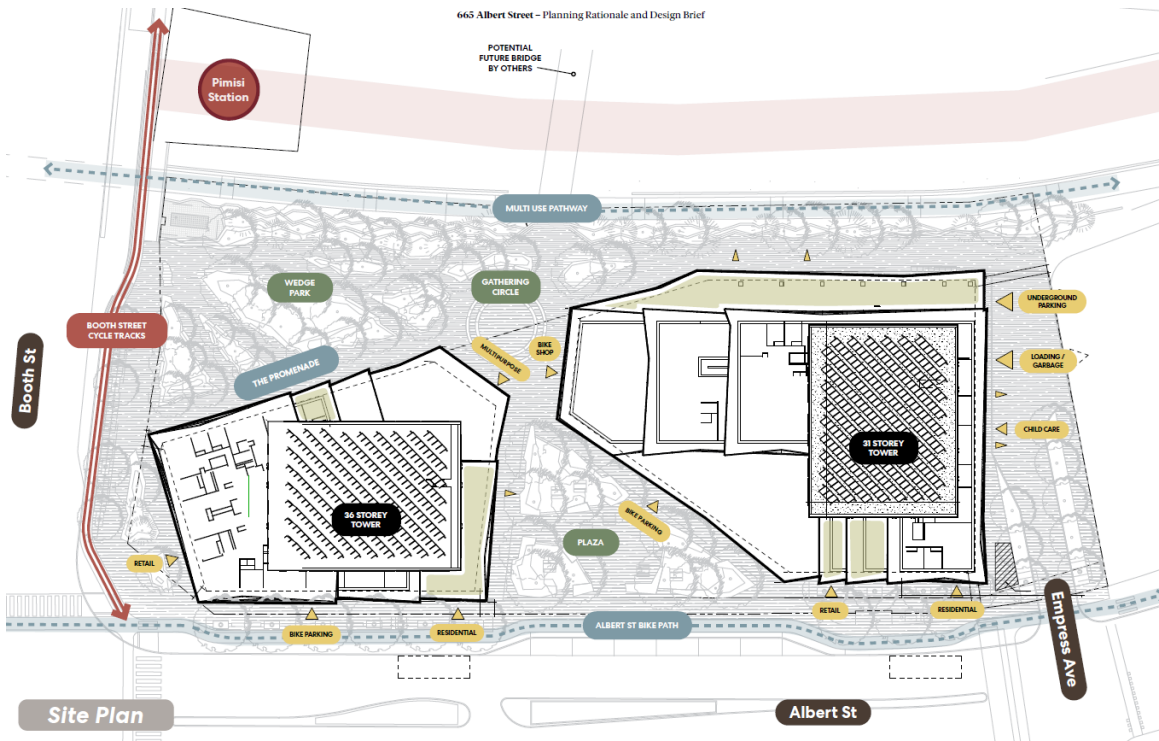 665 Albert Street – Planning Rationale and Design Brief
POTENTIAL
FUTURE BRIDGE
BY OTHERS
Pimisi
Station
MULTI USE PATHWAY
WEDGE
PARK
GATHERING
CIRCLE
UNDERGROUND
PARKING
BOOTH STREET
CYCLE TRACKS
Booth St
THE PROMENADE
MULTIPURPOSE
BIKE
SHOP
LOADING /
GARBAGE
CHILD CARE
31 STOREY
TOWER
36 STOREY
TOWER
BIKE PARKING
PLAZA
RETAIL
RETAIL
RESIDENTIAL
BIKE PARKING
RESIDENTIAL
ALBERT ST BIKE PATH
Empress Ave
Site Plan
Albert St